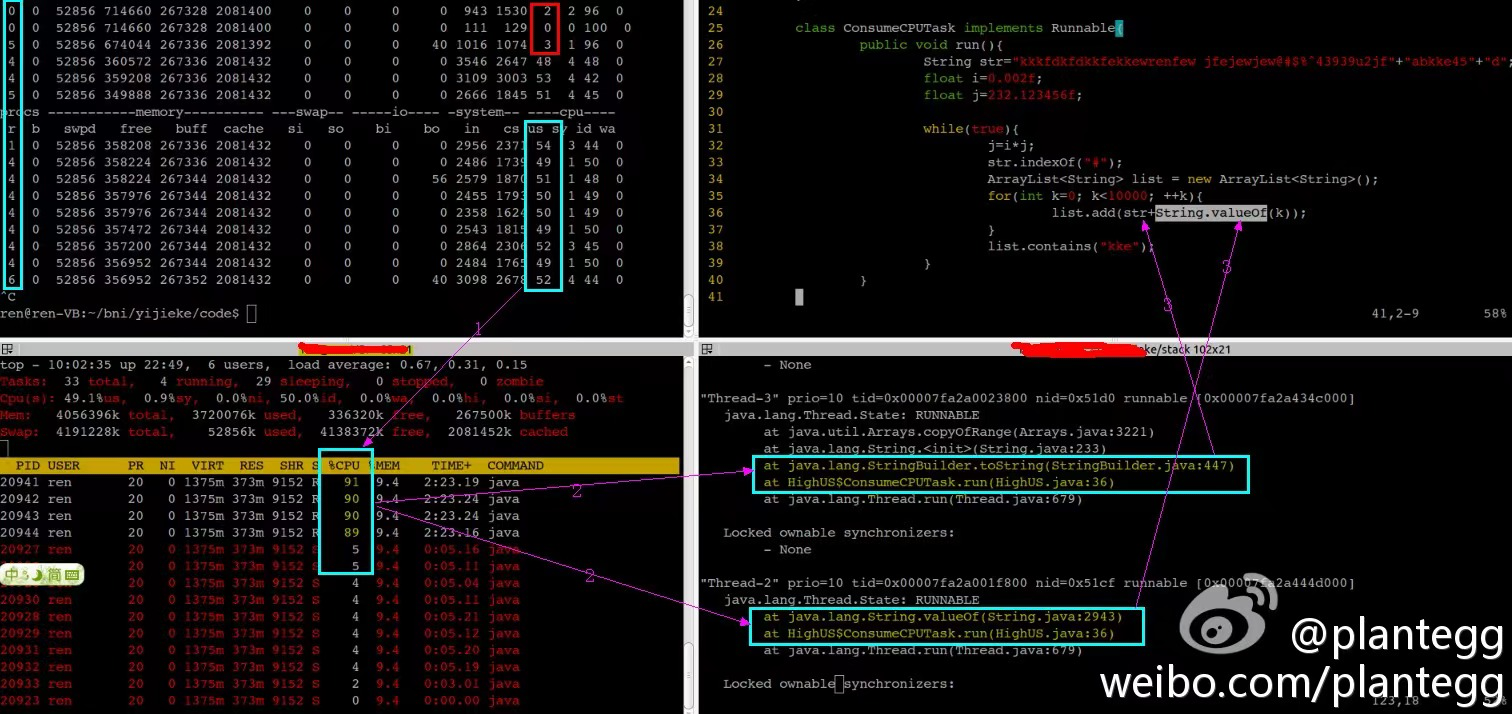 0  0  52856 714660 267328 2081400    0    0     0     0  943 1530  2  2 96  0
0  52856 714660 267328 2081400    0    0     0     0  111  129  0  0 100  0
5  0  52856 674044 267336 2081392    0    0     0    40 1016 1074  3  1 96  0
4  0  52856 360572 267336 2081432    0    0     0     0 3546 2647 48  4 48  0
4  0  52856 359208 267336 2081432    0    0     0     0 3109 3003 53  4 42  0
5  0  52856 349888 267336 2081432    0    0     0     0 2666 1845 51  4 45  0
procs -----------memory---------- ---swap-- -----io---- -system-- ----cpu----
r  b   swpd   free   buff  cache   si   so    bi    bo   in   cs us sy id wa
1  0  52856 358208 267336 2081432    0    0     0     0 2956 2371 54  3 44  0
4  0  52856 358224 267336 2081432    0    0     0     0 2486 1739 49  1 50  0
4  0  52856 358224 267344 2081432    0    0     0    56 2579 1870 51  1 48  0
4  0  52856 357976 267344 2081432    0    0     0     0 2455 1793 50  1 49  0
4  0  52856 357976 267344 2081432    0    0     0     0 2358 1624 50  1 49  0
4  0  52856 357472 267344 2081432    0    0     0     0 2543 1815 49  1 50  0
4  0  52856 357200 267344 2081432    0    0     0     0 2864 2306 52  3 45  0
4  0  52856 356952 267344 2081432    0    0     0     0 2484 1765 49  1 50  0
6  0  52856 356952 267352 2081432    0    0     0    40 3098 2678 52  4 44  0
^C
ren@ren-VB:~/bni/yijieke/code$
24
25 class ConsumeCPUTask implements Runnable{
26 public void run(){
27 String str="kkkfdkfdkkfekkewrenfew jfejewjew@#$%^43939u2jf"+"abkke45"+"d";
28 float i=0.002f;
29 float j=232.123456f;
30
31 while(true){
32 j=i*j;
33 str.indexOf("#");
34 ArrayList<String> list = new ArrayList<String>();
35 for(int k=0; k<10000; ++k){
36 list.add(str+String.valueOf(k));
37 }
38 list.contains("kke");
39 }
40 }
41
41,2-9 58%
1
3
3
top - 10:02:35 up 22:49,  6 users,  load average: 0.67, 0.31, 0.15
Tasks:  33 total,   4 running,  29 sleeping,   0 stopped,   0 zombie
Cpu(s): 49.1%us,  0.9%sy,  0.0%ni, 50.0%id,  0.0%wa,  0.0%hi,  0.0%si,  0.0%st
Mem:   4056396k total,  3720076k used,   336320k free,   267500k buffers
Swap:  4191228k total,    52856k used,  4138372k free,  2081452k cached
PID USER PR NI VIRT RES SHR S %CPU %MEM TIME+ COMMAND
20941 ren 20 0 1375m 373m 9152 R 91 9.4 2:23.19 java
20942 ren 20 0 1375m 373m 9152 R 90 9.4 2:23.24 java
20943 ren 20 0 1375m 373m 9152 R 90 9.4 2:23.24 java
20944 ren 20 0 1375m 373m 9152 R 89 9.4 2:23.16 java
20927 ren 20 0 1375m 373m 9152 S 5 9.4 0:05.16 java
20 0 1375m 373m 9152 S 5 9.4 0:05.11 java
中 简
20 0 1375m 373m 9152 S 4 9.4 0:05.04 java
20930 ren 20 0 1375m 373m 9152 S 4 9.4 0:05.11 java
20928 ren 20 0 1375m 373m 9152 S 4 9.4 0:05.21 java
20929 ren 20 0 1375m 373m 9152 S 4 9.4 0:05.12 java
20931 ren 20 0 1375m 373m 9152 S 4 9.4 0:05.20 java
20932 ren 20 0 1375m 373m 9152 S 4 9.4 0:05.19 java
20933 ren 20 0 1375m 373m 9152 S 2 9.4 0:03.01 java
20923 ren 20 0 1375m 373m 9152 S 0 9.4 0:00.00 java
2
2
ke/stack 102x21
- None
"Thread-3" prio=10 tid=0x00007fa2a0023800 nid=0x51d0 runnable [0x00007fa2a434c000]
java.lang.Thread.State: RUNNABLE
at java.util.Arrays.copyOfRange(Arrays.java:3221)
at java.lang.String.<init>(String.java:233)
at java.lang.StringBuilder.toString(StringBuilder.java:447)
at HighUS$ConsumeCPUTask.run(HighUS.java:36)
at java.lang.Thread.run(Thread.java:679)
Locked ownable synchronizers:
- None
"Thread-2" prio=10 tid=0x00007fa2a001f800 nid=0x51cf runnable [0x00007fa2a444d000]
java.lang.Thread.State: RUNNABLE
at java.lang.String.valueOf(String.java:2943)
at HighUS$ConsumeCPUTask.run(HighUS.java:36)
at java.lang.Thread.run(Thread.java:679)
Locked ownable synchronizers:
123,18
@plantegg
weibo.com/plantegg